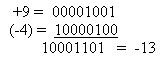 +9 = 00001001
(-4) = 10000100
10001101 = -13